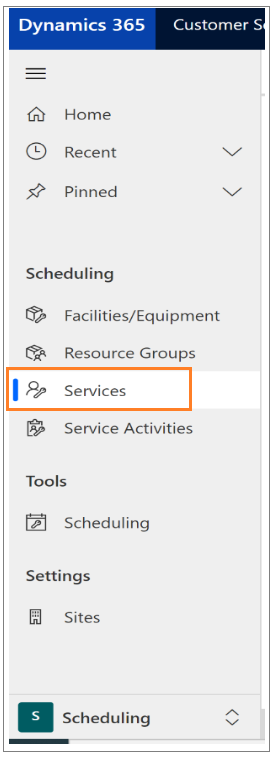 Dynamics 365 Customer Se
Home
Recent
Pinned
Scheduling
Facilities/Equipment
Resource Groups
Services
Service Activities
Tools
Scheduling
Settings
Sites
S Scheduling